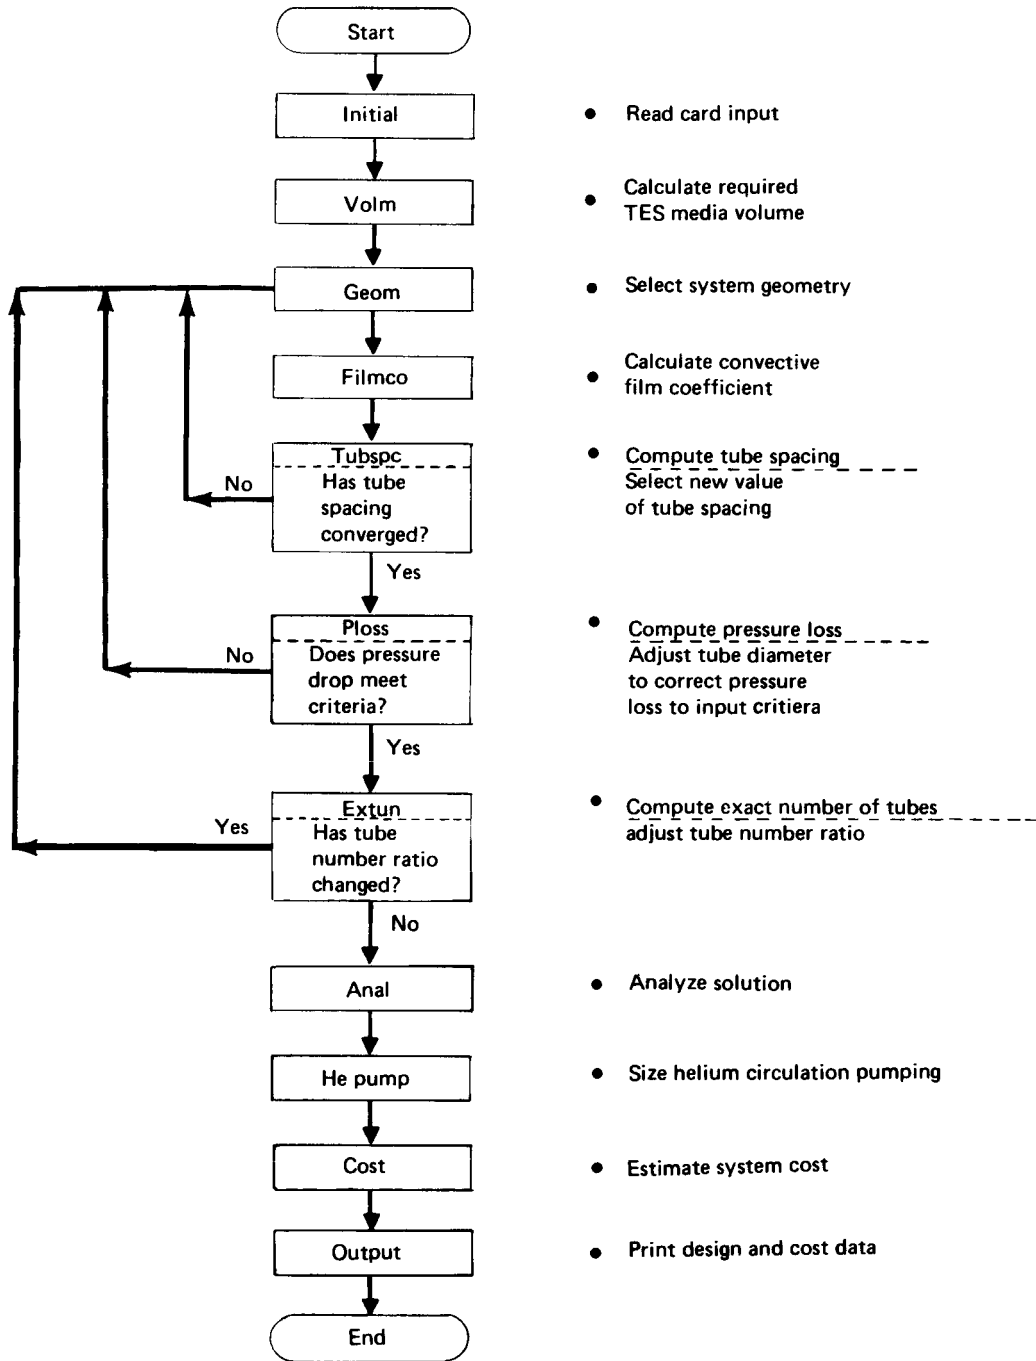 Start
Initial
• Read card input
Volm
• Calculate required
TES media volume
Geom
• Select system geometry
Filmco
• Calculate convective
film coefficient
Tubspc
Has tube
spacing
converged?
No
Yes
• Compute tube spacing
Select new value
of tube spacing
Ploss
Does pressure
drop meet
criteria?
No
Yes
• Compute pressure loss
Adjust tube diameter
to correct pressure
loss to input critiera
Extun
Has tube
number ratio
changed?
Yes
No
• Compute exact number of tubes
adjust tube number ratio
Anal
• Analyze solution
He pump
• Size helium circulation pumping
Cost
• Estimate system cost
Output
• Print design and cost data
End